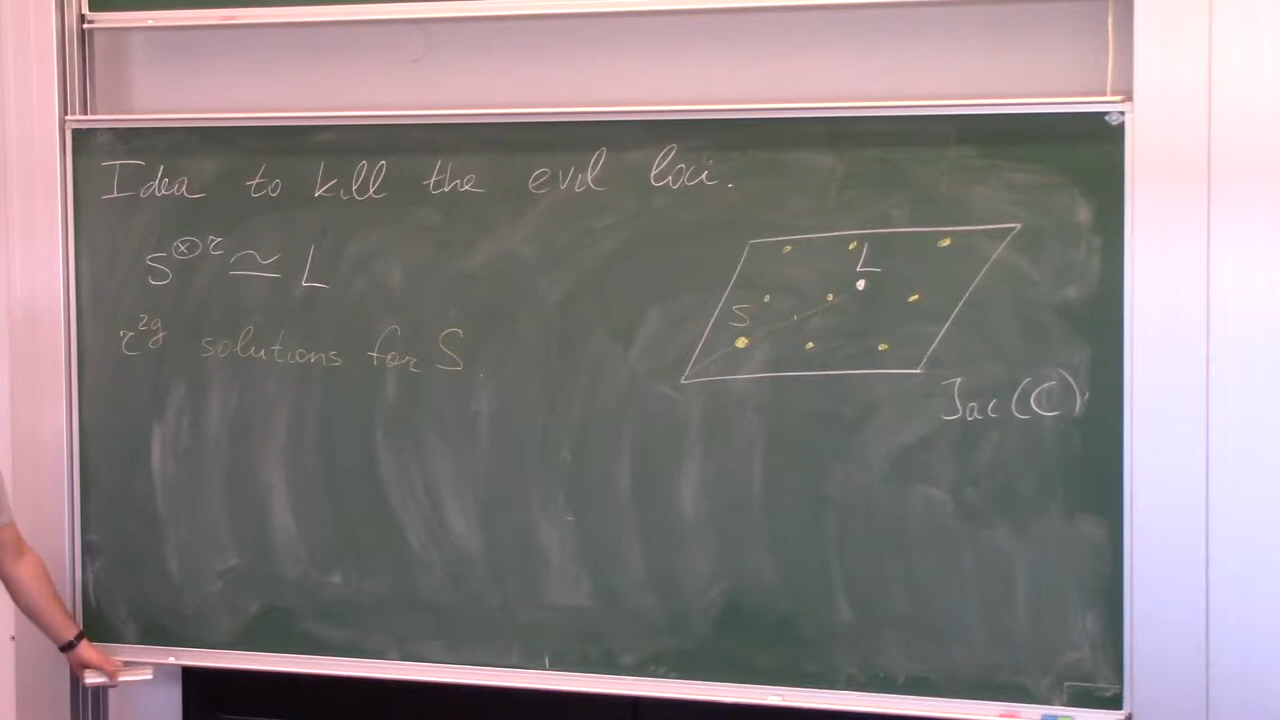 Idea to kill the evil loci.
S^{⊗r} ≃ L
r^{2g} solutions for S.
L
S
Jac(C)